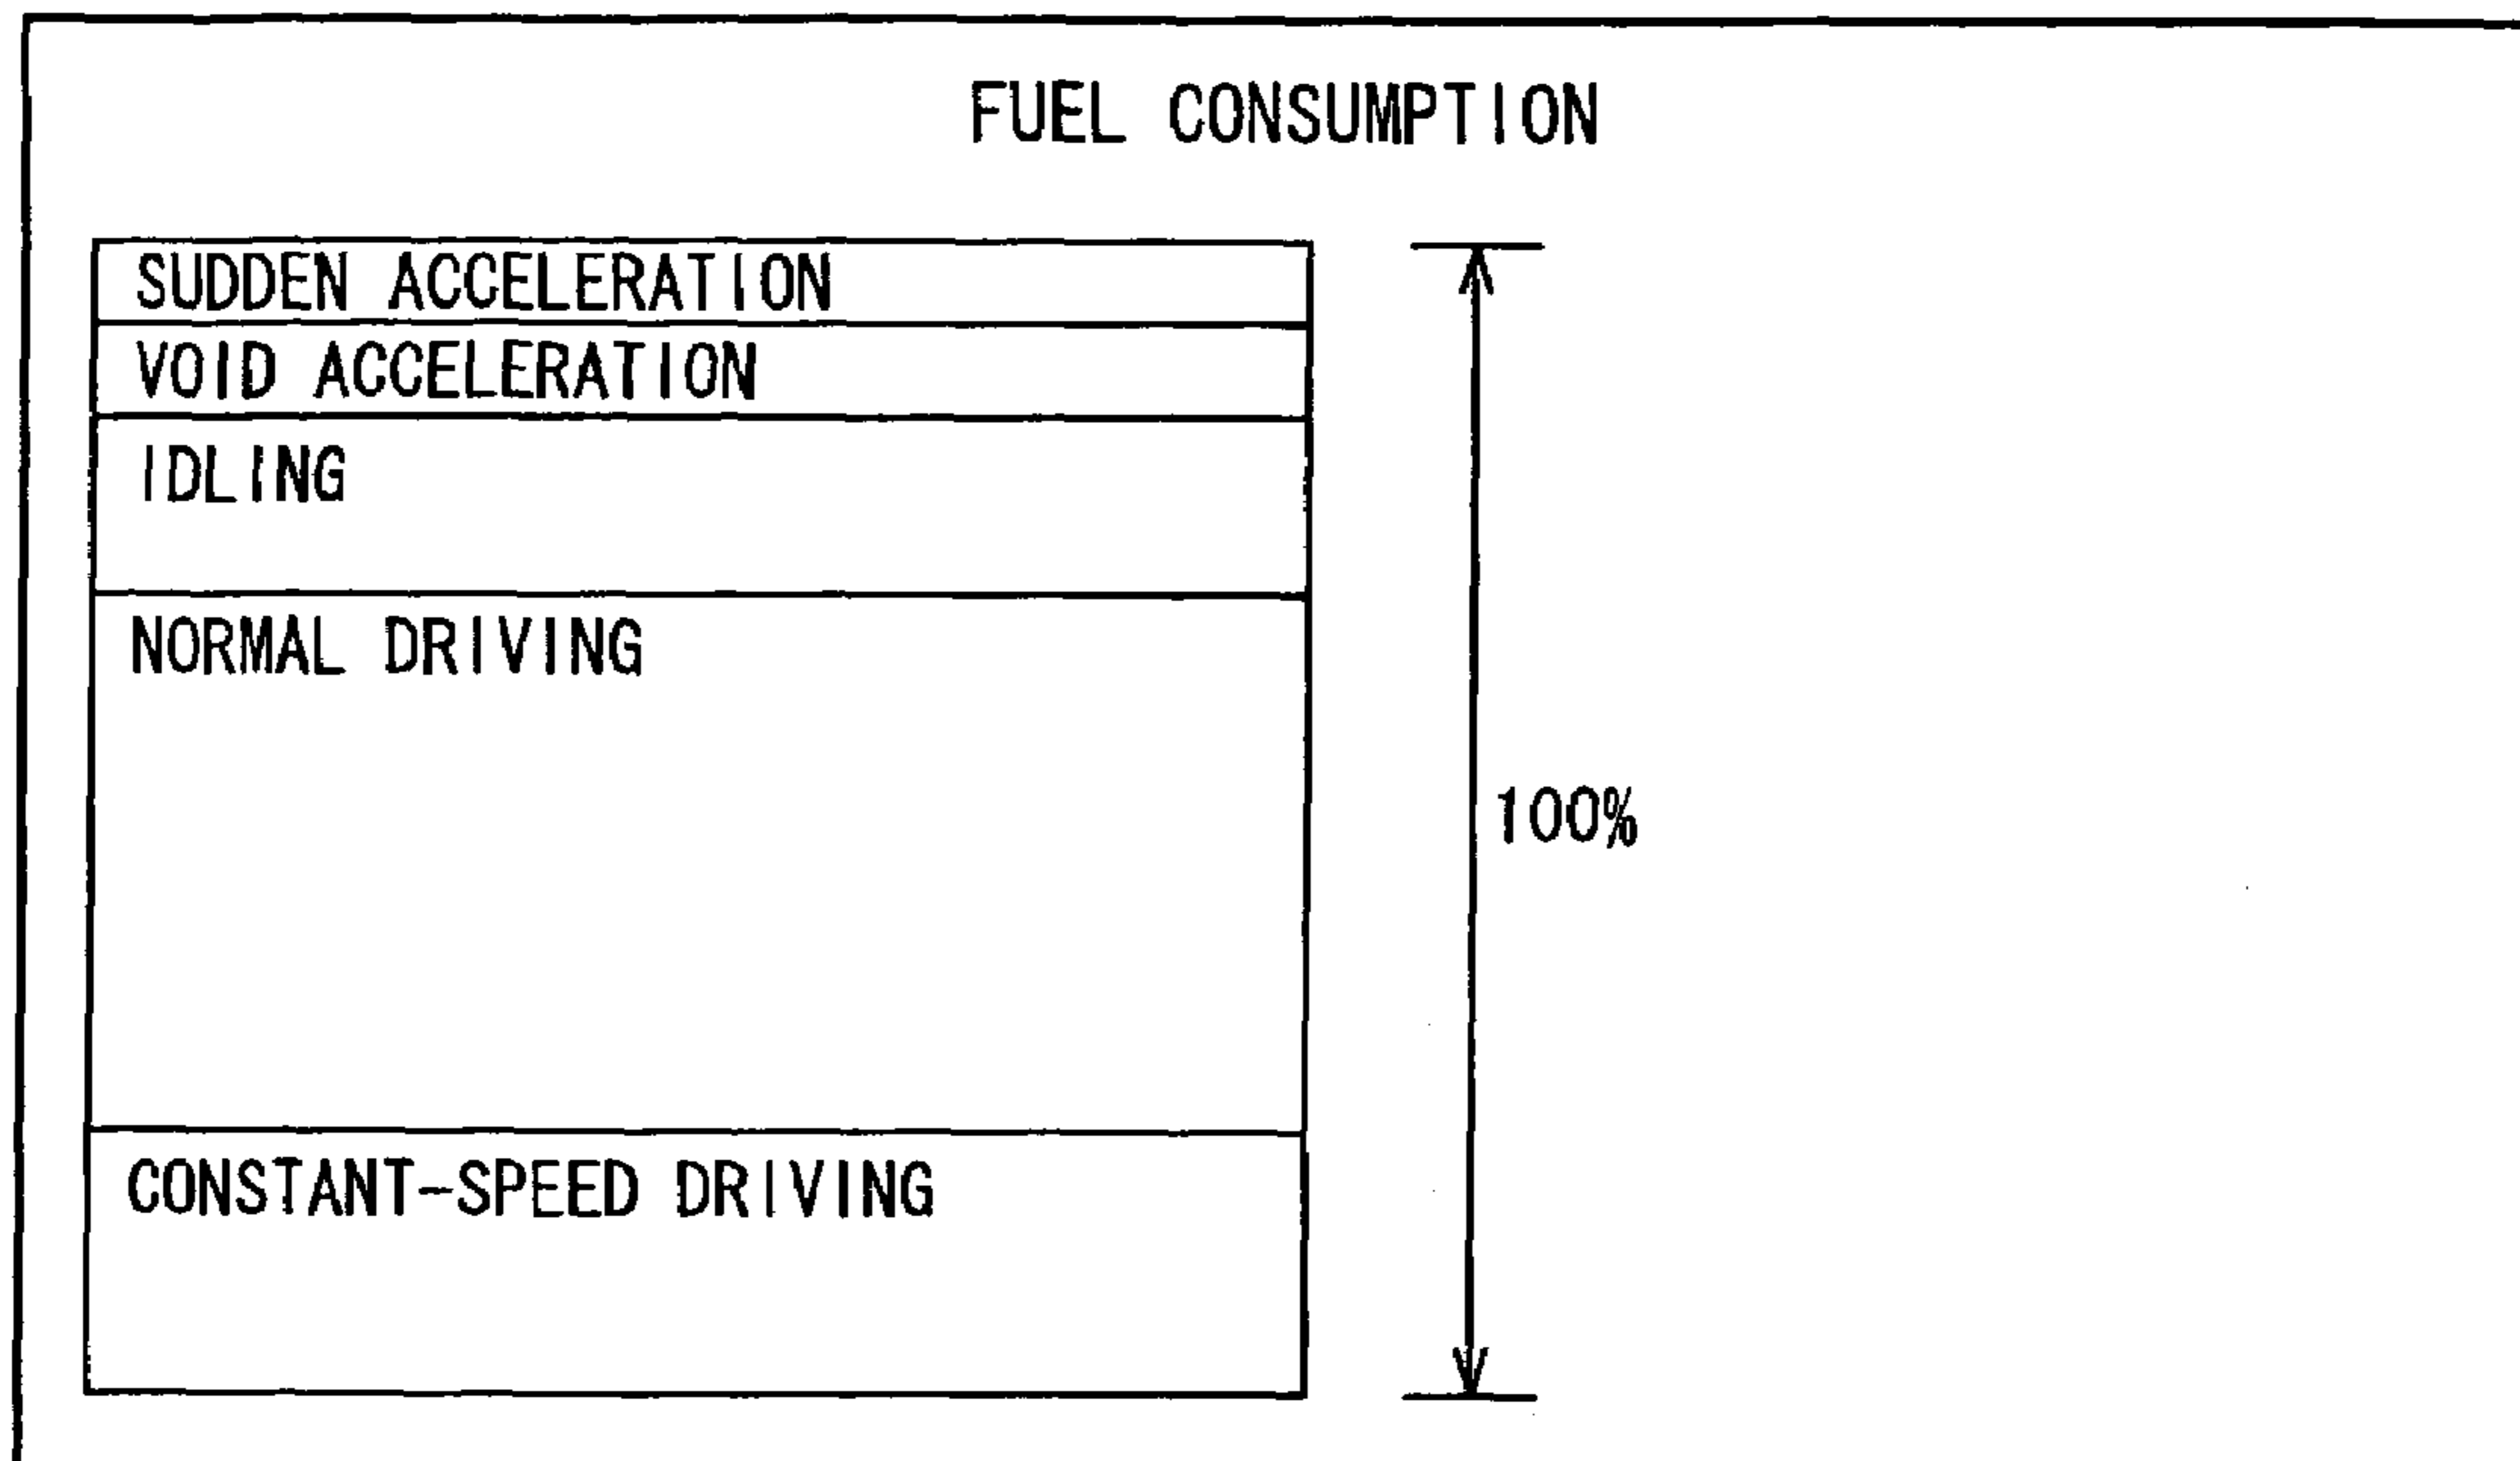 FUEL CONSUMPTION
SUDDEN ACCELERATION
VOID ACCELERATION
IDLING
NORMAL DRIVING
100%
CONSTANT-SPEED DRIVING